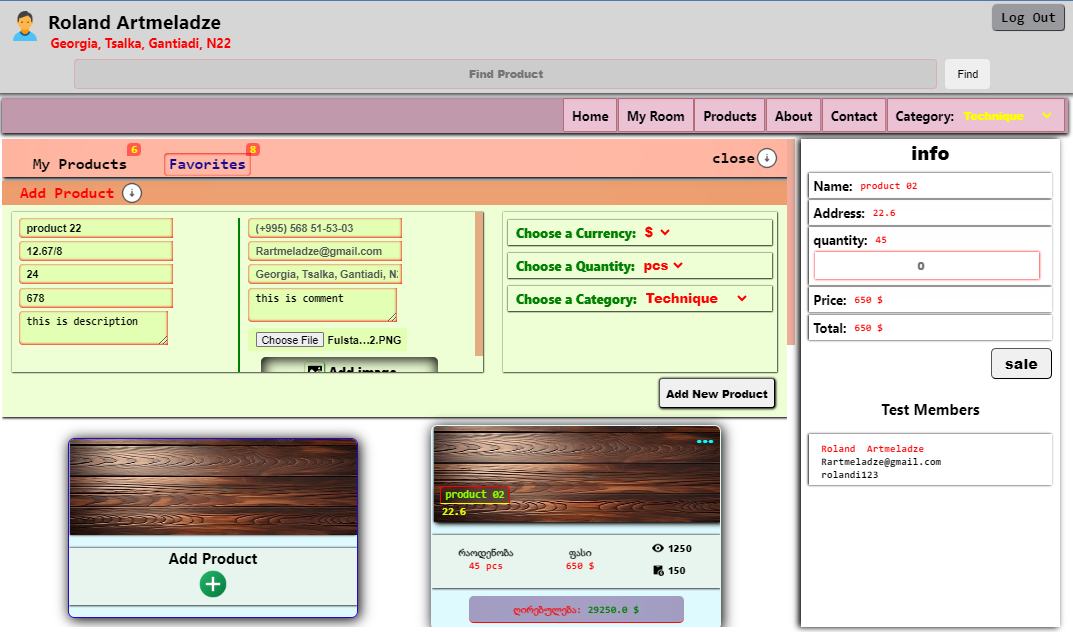 Roland Artmeladze
Log Out
Georgia, Tsalka, Gantiadi, N22
Find Product
Find
Home
My Room
Products
About
Contact
Category: Technique
My Products
6
Favorites
8
close
Add Product
product 22
12.67/8
24
678
this is description
(+995) 568 51-53-03
Rartmeladze@gmail.com
Georgia, Tsalka, Gantiadi, N2
this is comment
Choose File Fulsta...2.PNG
Add image
Choose a Currency: $
Choose a Quantity: pcs
Choose a Category: Technique
Add New Product
Add Product
product 02
22.6
რაოდენობა
45 pcs
ფასი
650 $
1250
150
ღირებულება: 29250.0 $
info
Name: product 02
Address: 22.6
quantity: 45
0
Price: 650 $
Total: 650 $
sale
Test Members
Roland Artmeladze
Rartmeladze@gmail.com
rolandi123